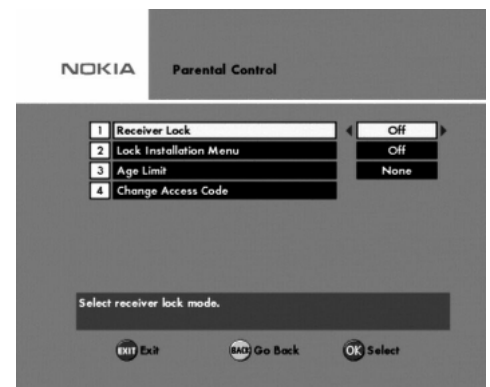 NOKIA Parental Control
1 Receiver Lock Off
2 Lock Installation Menu Off
3 Age Limit None
4 Change Access Code
Select receiver lock mode.
EXIT Exit BACK Go Back OK Select